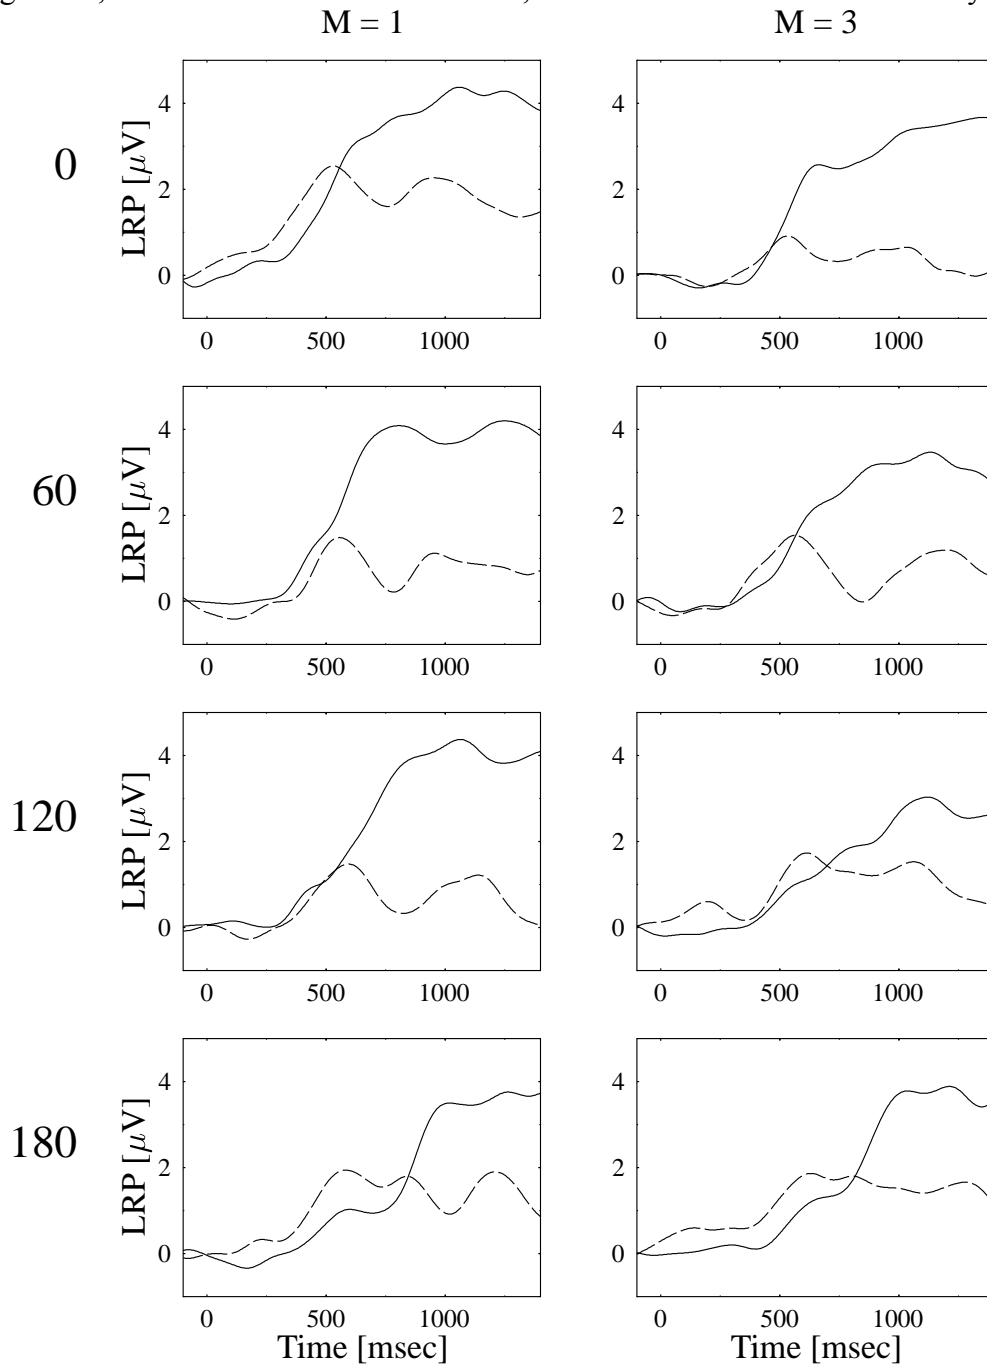 M = 1 M = 3
0 LRP [μV] 4 2 0 4 2 0
0 500 1000 0 500 1000
60 LRP [μV] 4 2 0 4 2 0
0 500 1000 0 500 1000
120 LRP [μV] 4 2 0 4 2 0
0 500 1000 0 500 1000
180 LRP [μV] 4 2 0 4 2 0
0 500 1000 0 500 1000
Time [msec] Time [msec]